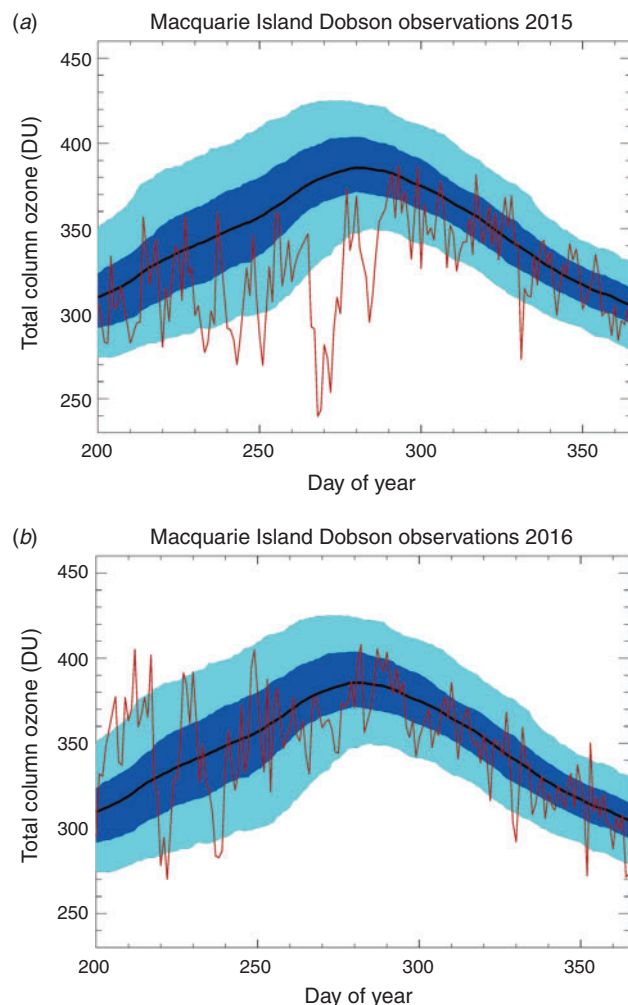 (a) Macquarie Island Dobson observations 2015
450
400
350
300
250
Total column ozone (DU)
200 250 300 350
Day of year
(b) Macquarie Island Dobson observations 2016
450
400
350
300
250
Total column ozone (DU)
200 250 300 350
Day of year